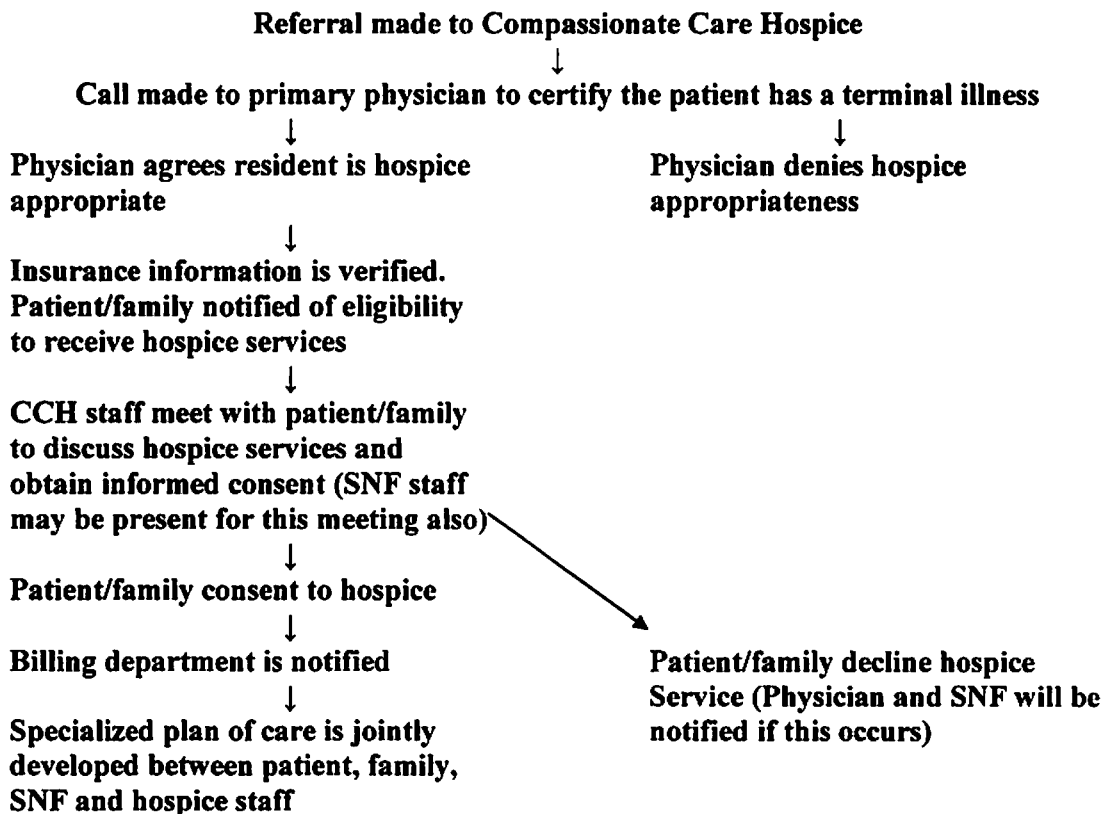 Referral made to Compassionate Care Hospice
↓
Call made to primary physician to certify the patient has a terminal illness
↓ ↓
Physician agrees resident is hospice
appropriate
Physician denies hospice
appropriateness
↓
Insurance information is verified.
Patient/family notified of eligibility
to receive hospice services
↓
CCH staff meet with patient/family
to discuss hospice services and
obtain informed consent (SNF staff
may be present for this meeting also)
↓
Patient/family consent to hospice
↓
Billing department is notified
Patient/family decline hospice
Service (Physician and SNF will be
notified if this occurs)
↓
Specialized plan of care is jointly
developed between patient, family,
SNF and hospice staff